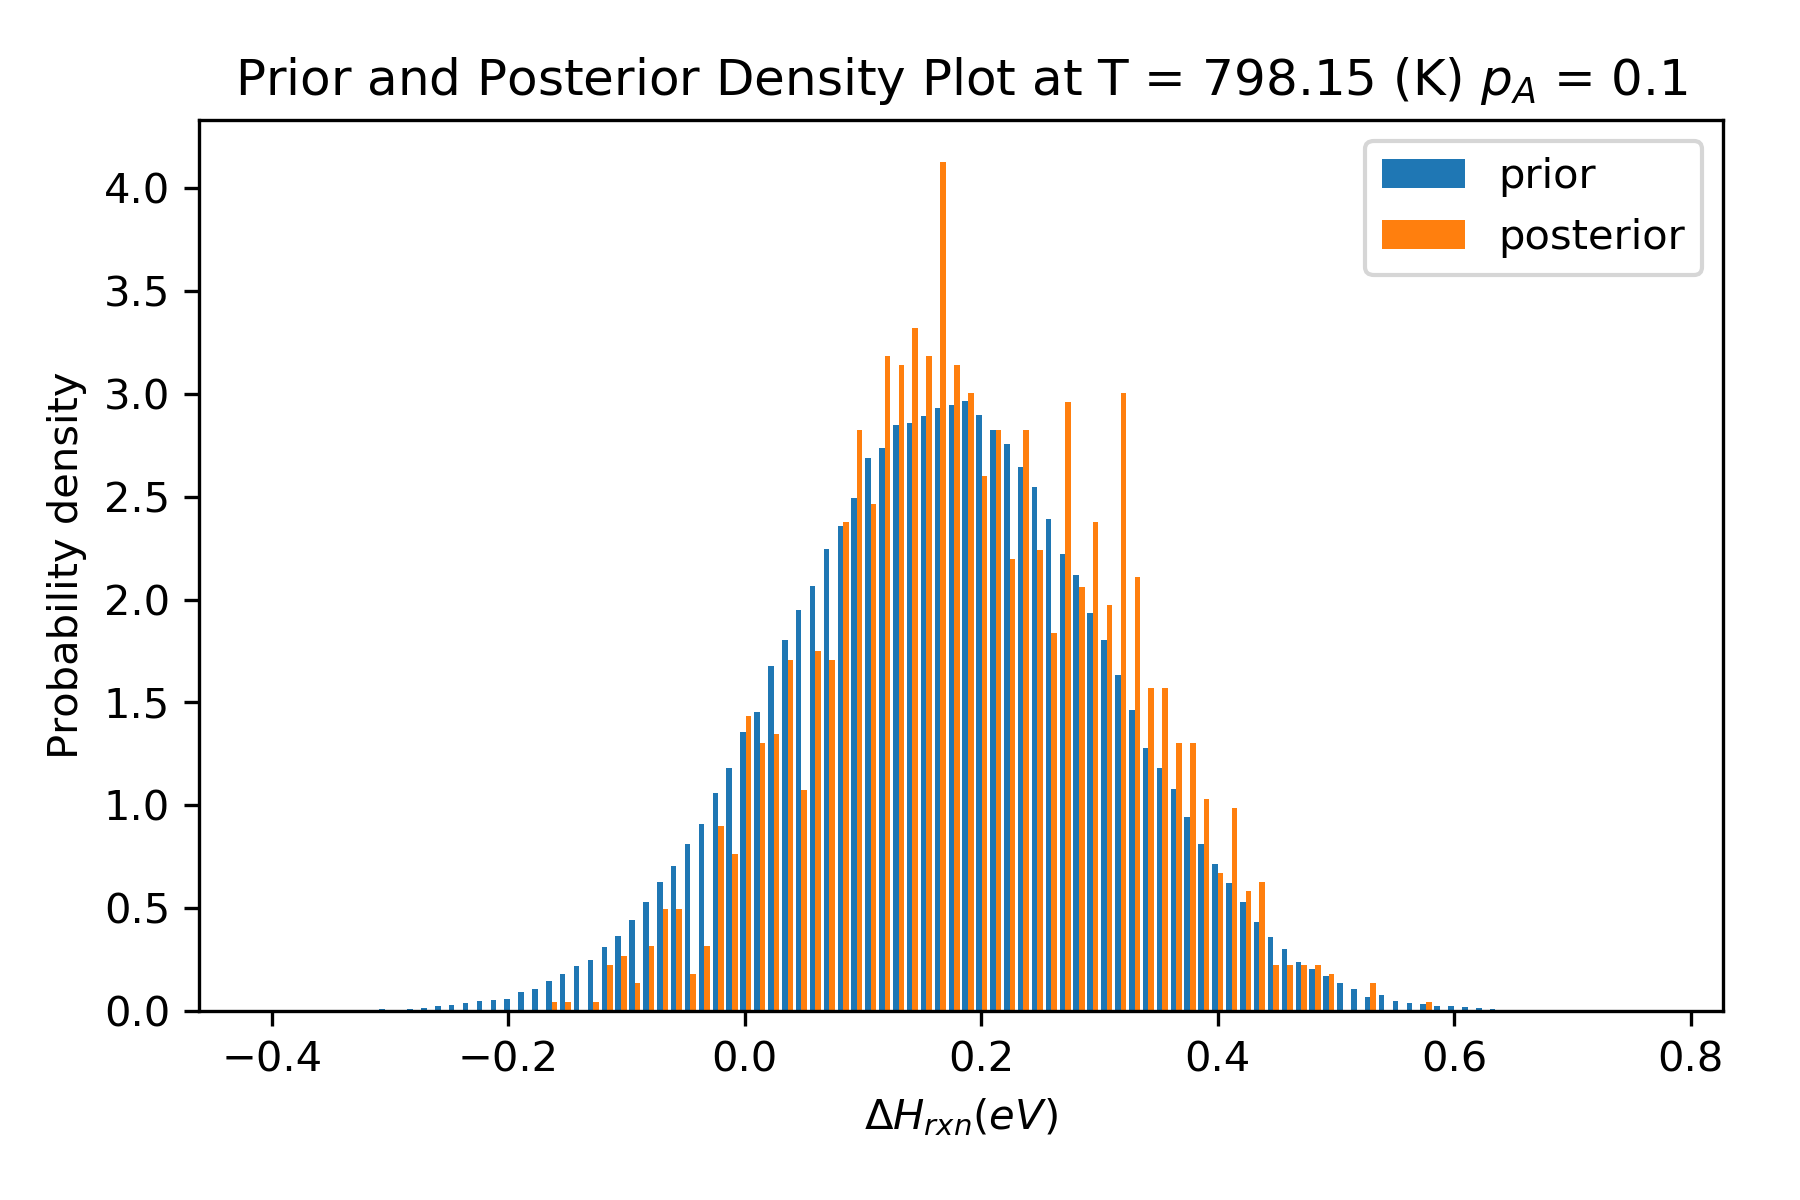 Prior and Posterior Density Plot at T = 798.15 (K) p_A = 0.1
prior
posterior
Probability density
4.0
3.5
3.0
2.5
2.0
1.5
1.0
0.5
0.0
−0.4 −0.2 0.0 0.2 0.4 0.6 0.8
ΔH_rxn(eV)